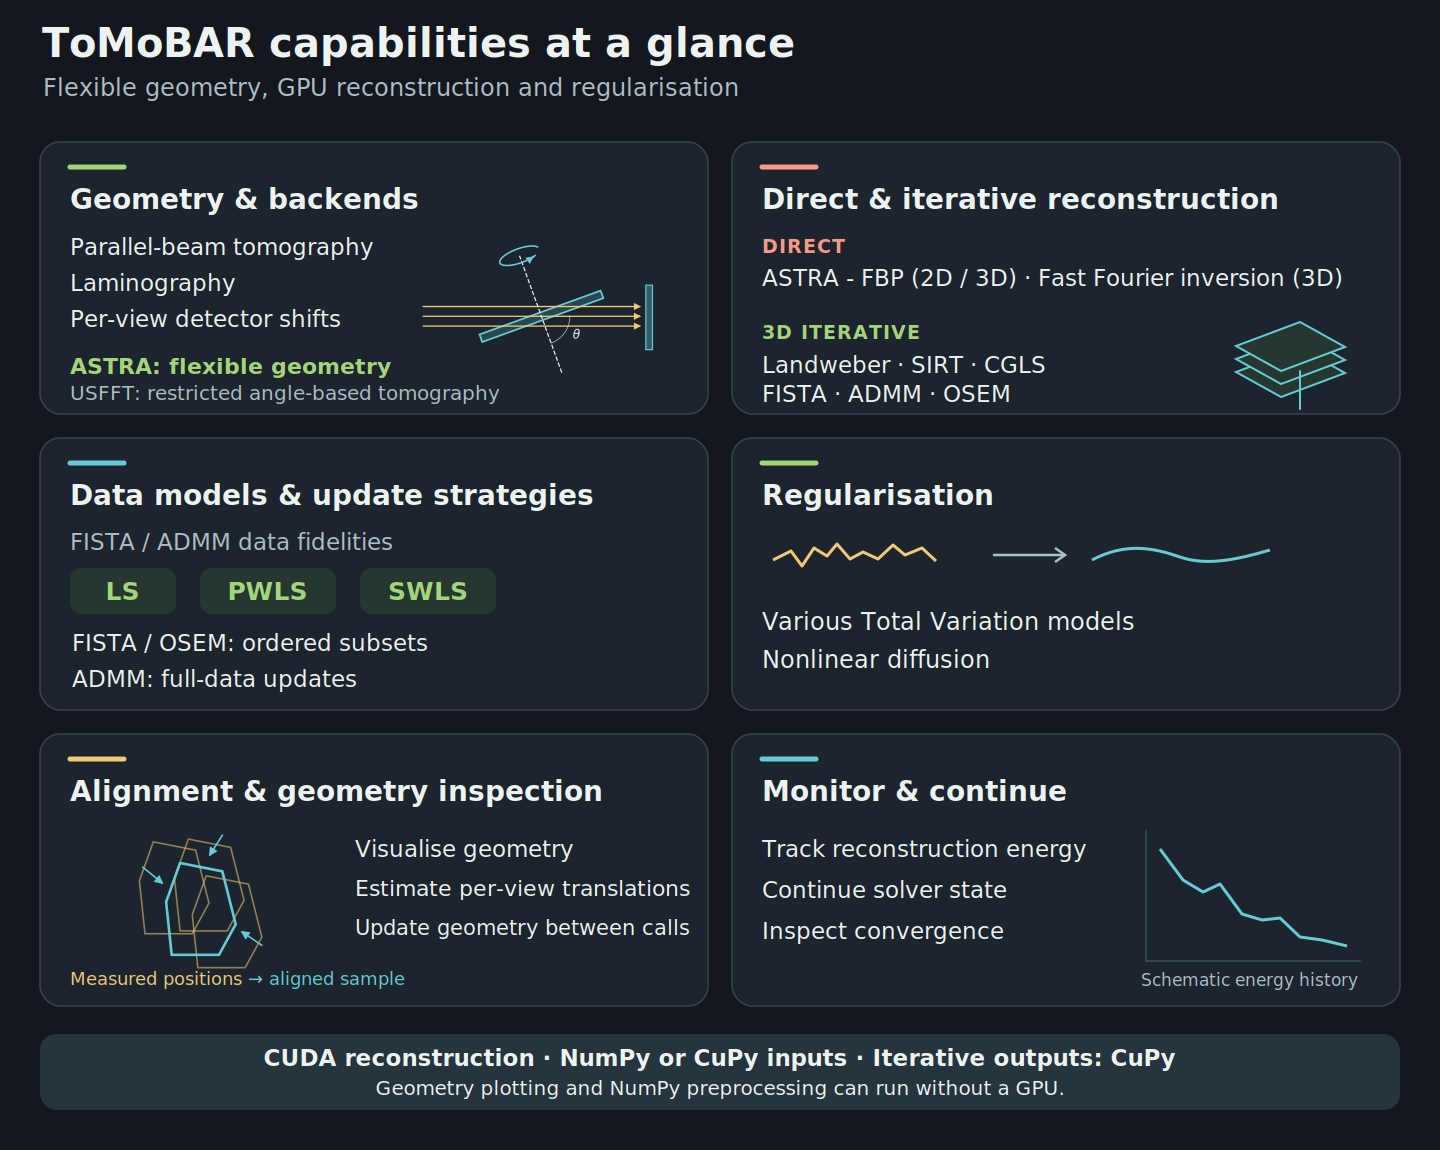 ToMoBAR capabilities at a glance
Flexible geometry, GPU reconstruction and regularisation
Geometry & backends
Parallel-beam tomography
Laminography
Per-view detector shifts
θ
ASTRA: flexible geometry
USFFT: restricted angle-based tomography
Direct & iterative reconstruction
DIRECT
ASTRA - FBP (2D / 3D) · Fast Fourier inversion (3D)
3D ITERATIVE
Landweber · SIRT · CGLS
FISTA · ADMM · OSEM
Data models & update strategies
FISTA / ADMM data fidelities
LS PWLS SWLS
FISTA / OSEM: ordered subsets
ADMM: full-data updates
Regularisation
Various Total Variation models
Nonlinear diffusion
Alignment & geometry inspection
Visualise geometry
Estimate per-view translations
Update geometry between calls
Measured positions → aligned sample
Monitor & continue
Track reconstruction energy
Continue solver state
Inspect convergence
Schematic energy history
CUDA reconstruction · NumPy or CuPy inputs · Iterative outputs: CuPy
Geometry plotting and NumPy preprocessing can run without a GPU.